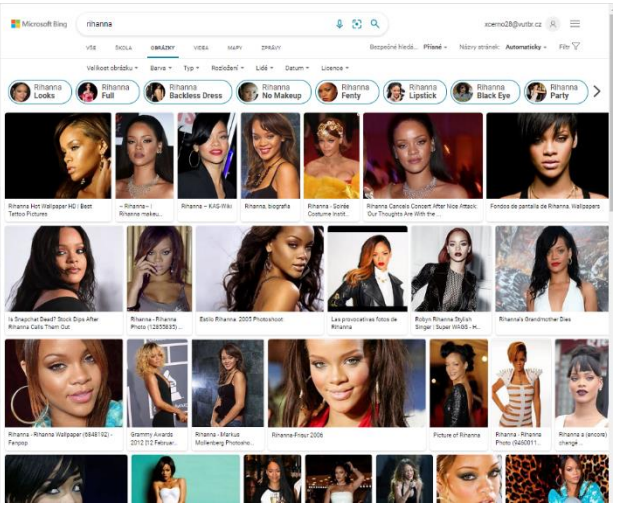 Microsoft Bing
rihanna
xcerno28@vutbr.cz
VŠE ŠKOLA OBRÁZKY VIDEA MAPY ZPRÁVY
Bezpečné hledá... Přísné Názvy stránek: Automaticky Filtr
Velikost obrázku Barva Typ Rozložení Lidé Datum Licence
Rihanna Looks
Rihanna Full
Rihanna Backless Dress
Rihanna No Makeup
Rihanna Fenty
Rihanna Lipstick
Rihanna Black Eye
Rihanna Party
Rihanna Hot Wallpaper HD | Best
Tattoo Pictures
~ Rihanna ~ |
Rihanna makeu...
Rihanna – KAS-Wiki
Rihanna, biografia
Rihanna - Soirée
Costume Instit...
Rihanna Cancels Concert After Nice Attack:
'Our Thoughts Are With the ...
Fondos de pantalla de Rihanna, Wallpapers
Is Snapchat Dead? Stock Dips After
Rihanna Calls Them Out
Rihanna - Rihanna
Photo (12855835) ...
Estilo Rihanna: 2005 Photoshoot
Las provocativas fotos de
Rihanna
Robyn Rihanna Stylish
Singer | Super WAGS - H...
Rihanna's Grandmother Dies
Rihanna - Rihanna Wallpaper (6848192) -
Fanpop
Grammy Awards
2012 (12 Februar...
Rihanna - Markus
Mollenberg Photosho...
Rihanna-Frisur 2006
Picture of Rihanna
Rihanna - Rihanna
Photo (9460011...
Rihanna a (encore)
changé ...